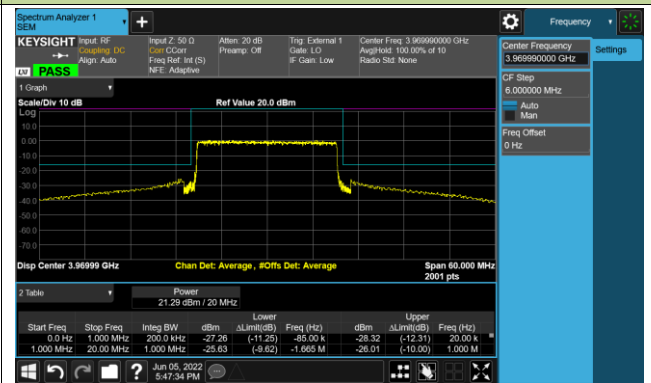 Spectrum Analyzer 1
SEM
Frequency
KEYSIGHT
Input: RF
Coupling: DC
Align: Auto
Input Z: 50 Ω
Corr CCorr
Freq Ref: Int (S)
NFE: Adaptive
Atten: 20 dB
Preamp: Off
Trig: External 1
Gate: LO
IF Gain: Low
Center Freq: 3.969990000 GHz
Avg|Hold: 100.00% of 10
Radio Std: None
LXI
PASS
Center Frequency
3.969990000 GHz
Settings
CF Step
6.000000 MHz
Auto
Man
Freq Offset
0 Hz
1 Graph
Scale/Div 10 dB
Ref Value 20.0 dBm
Log
10.0
0.00
-10.0
-20.0
-30.0
-40.0
-50.0
-60.0
-70.0
Disp Center 3.96999 GHz
Chan Det: Average , #Offs Det: Average
Span 60.000 MHz
2001 pts
2 Table
Power
21.29 dBm / 20 MHz
Lower Upper
Start Freq Stop Freq Integ BW dBm ΔLimit(dB) Freq (Hz) dBm ΔLimit(dB) Freq (Hz)
0.0 Hz 1.000 MHz 200.0 kHz -27.26 (-11.25) -85.00 k -28.32 (-12.31) 20.00 k
1.000 MHz 20.00 MHz 1.000 MHz -25.63 (-9.62) -1.665 M -26.01 (-10.00) 1.000 M
Jun 05, 2022
5:47:34 PM